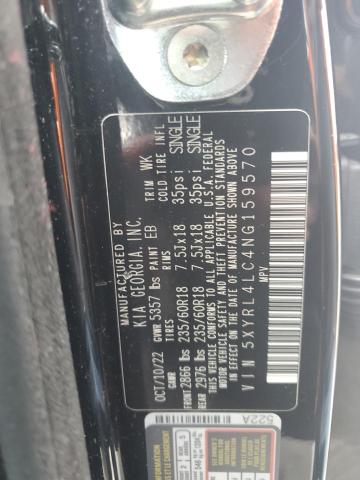 MANUFACTURED BY
KIA GEORGIA, INC.
OCT/10/22 GVWR 5357 lbs PAINT EB TRIM WK
GAWR TIRES RIMS COLD TIRE INFL
FRONT 2866 lbs 235/60R18 7.5Jx18 35psi SINGLE
REAR 2976 lbs 235/60R18 7.5Jx18 35psi SINGLE
THIS VEHICLE CONFORMS TO ALL APPLICABLE U.S.A. FEDERAL
MOTOR VEHICLE SAFETY AND THEFT PREVENTION
STANDARDS IN EFFECT ON THE DATE OF MANUFACTURE SHOWN ABOVE
VIN 5XYRL4LC4NG159570
MPV
522A